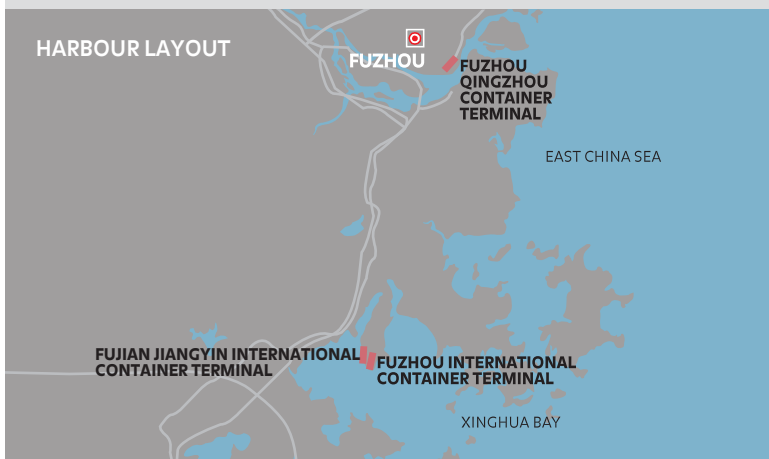 HARBOUR LAYOUT
FUZHOU
FUZHOU
QINGZHOU
CONTAINER
TERMINAL
EAST CHINA SEA
FUJIAN JIANGYIN INTERNATIONAL
CONTAINER TERMINAL
FUZHOU INTERNATIONAL
CONTAINER TERMINAL
XINGHUA BAY